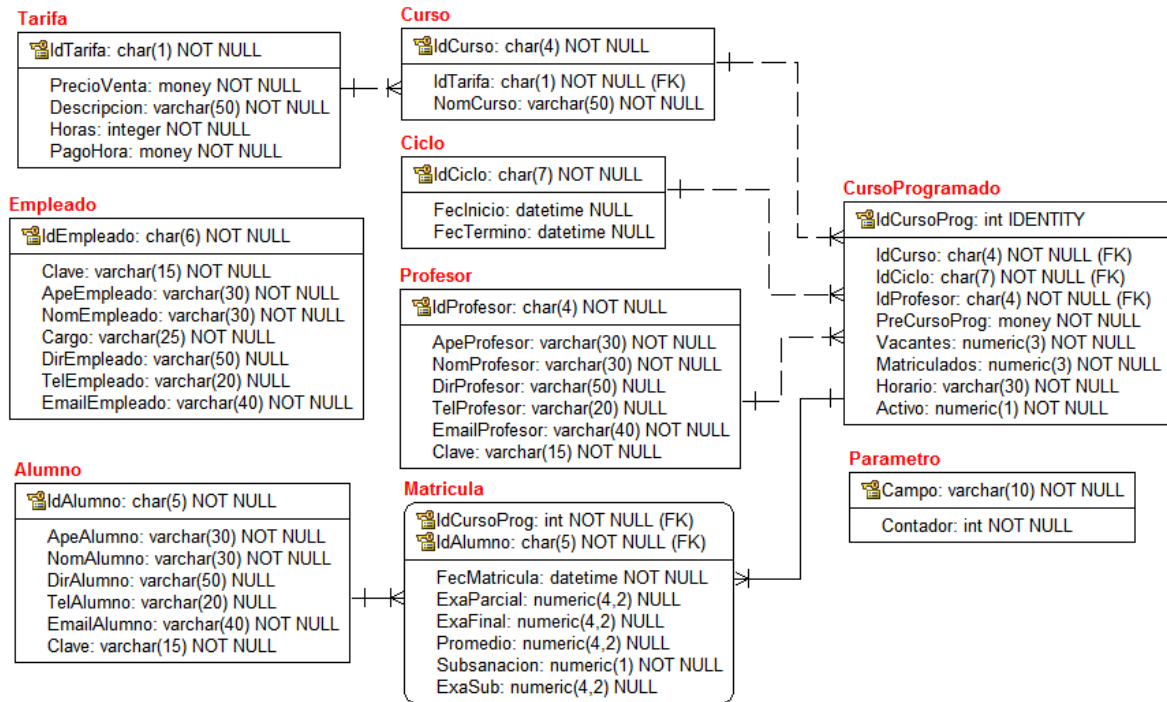 Tarifa
IdTarifa: char(1) NOT NULL
PrecioVenta: money NOT NULL
Descripcion: varchar(50) NOT NULL
Horas: integer NOT NULL
PagoHora: money NOT NULL
Curso
IdCurso: char(4) NOT NULL
IdTarifa: char(1) NOT NULL (FK)
NomCurso: varchar(50) NOT NULL
Ciclo
IdCiclo: char(7) NOT NULL
FecInicio: datetime NULL
FecTermino: datetime NULL
CursoProgramado
IdCursoProg: int IDENTITY
IdCurso: char(4) NOT NULL (FK)
IdCiclo: char(7) NOT NULL (FK)
IdProfesor: char(4) NOT NULL (FK)
PreCursoProg: money NOT NULL
Vacantes: numeric(3) NOT NULL
Matriculados: numeric(3) NOT NULL
Horario: varchar(30) NOT NULL
Activo: numeric(1) NOT NULL
Empleado
IdEmpleado: char(6) NOT NULL
Clave: varchar(15) NOT NULL
ApeEmpleado: varchar(30) NOT NULL
NomEmpleado: varchar(30) NOT NULL
Cargo: varchar(25) NOT NULL
DirEmpleado: varchar(50) NULL
TelEmpleado: varchar(20) NULL
EmailEmpleado: varchar(40) NOT NULL
Profesor
IdProfesor: char(4) NOT NULL
ApeProfesor: varchar(30) NOT NULL
NomProfesor: varchar(30) NOT NULL
DirProfesor: varchar(50) NULL
TelProfesor: varchar(20) NULL
EmailProfesor: varchar(40) NOT NULL
Clave: varchar(15) NOT NULL
Alumno
IdAlumno: char(5) NOT NULL
ApeAlumno: varchar(30) NOT NULL
NomAlumno: varchar(30) NOT NULL
DirAlumno: varchar(50) NULL
TelAlumno: varchar(20) NULL
EmailAlumno: varchar(40) NOT NULL
Clave: varchar(15) NOT NULL
Matricula
IdCursoProg: int NOT NULL (FK)
IdAlumno: char(5) NOT NULL (FK)
FecMatricula: datetime NOT NULL
ExaParcial: numeric(4,2) NULL
ExaFinal: numeric(4,2) NULL
Promedio: numeric(4,2) NULL
Subsanacion: numeric(1) NOT NULL
ExaSub: numeric(4,2) NULL
Parametro
Campo: varchar(10) NOT NULL
Contador: int NOT NULL